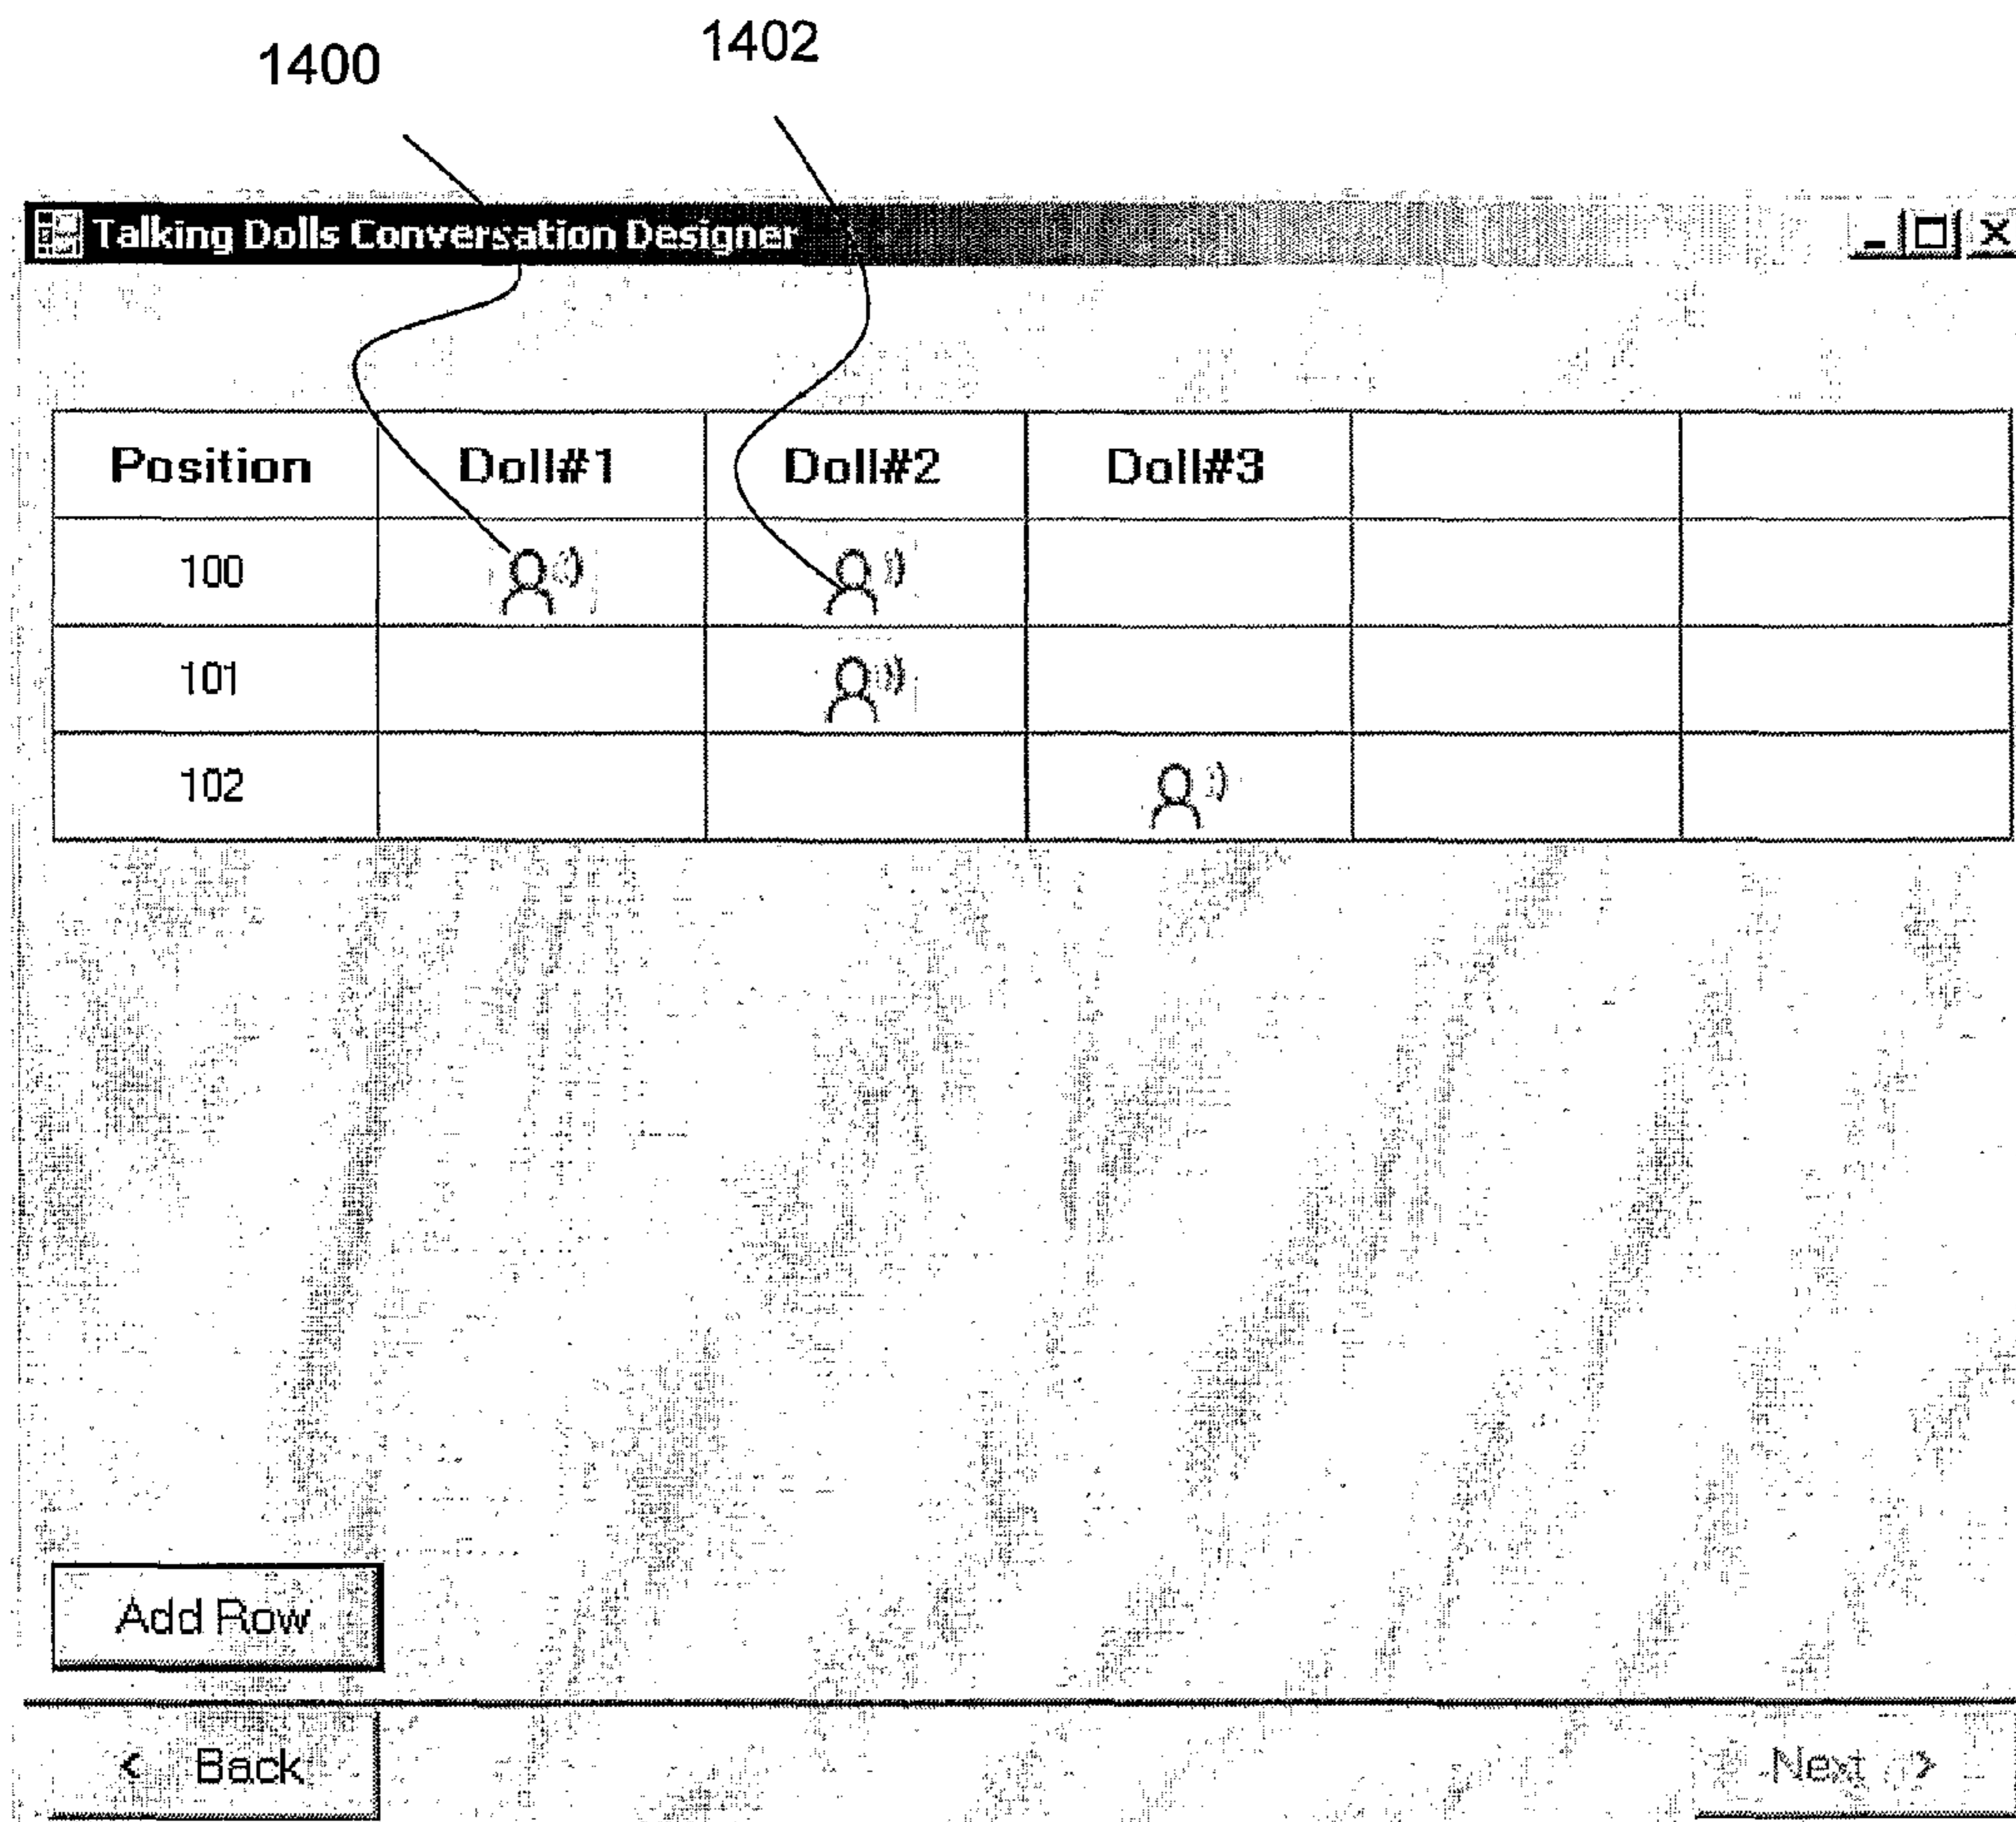 1400 1402
Talking Dolls Conversation Designer
Position Doll#1 Doll#2 Doll#3
100
101
102
Add Row
< Back Next >